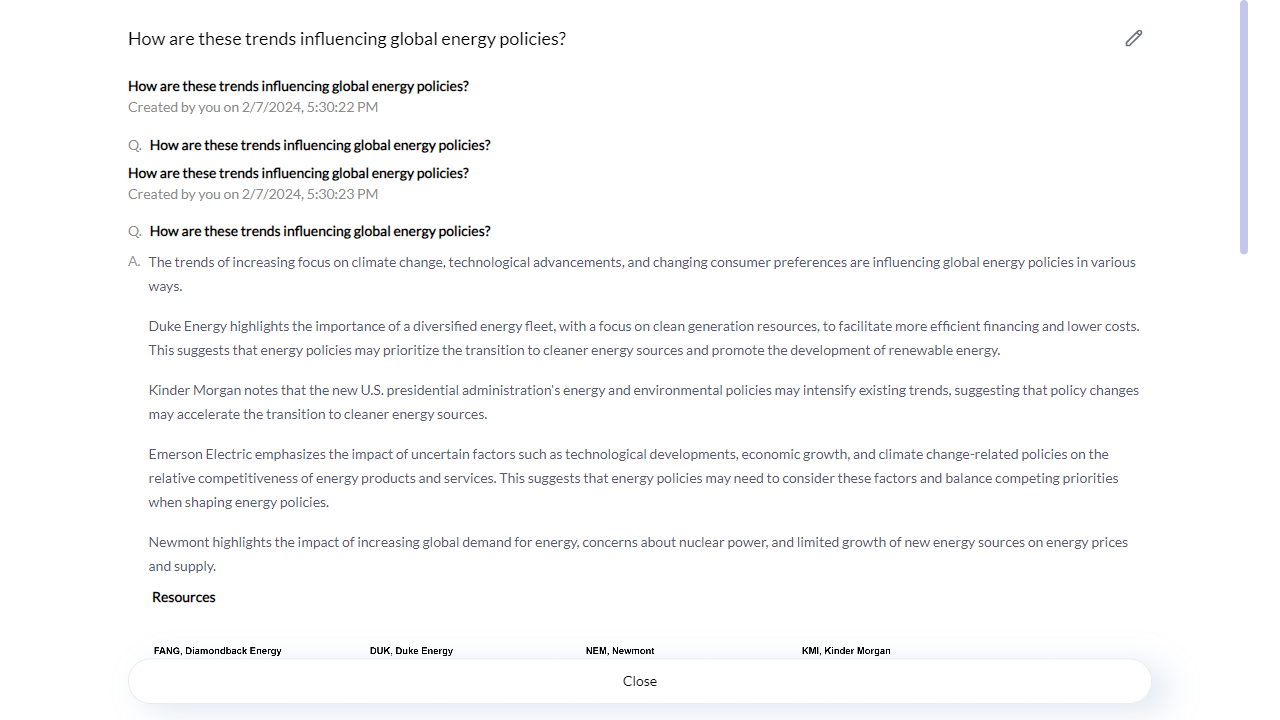 How are these trends influencing global energy policies?
How are these trends influencing global energy policies?
Created by you on 2/7/2024, 5:30:22 PM
Q. How are these trends influencing global energy policies?
How are these trends influencing global energy policies?
Created by you on 2/7/2024, 5:30:23 PM
Q. How are these trends influencing global energy policies?
A. The trends of increasing focus on climate change, technological advancements, and changing consumer preferences are influencing global energy policies in various
ways.
Duke Energy highlights the importance of a diversified energy fleet, with a focus on clean generation resources, to facilitate more efficient financing and lower costs.
This suggests that energy policies may prioritize the transition to cleaner energy sources and promote the development of renewable energy.
Kinder Morgan notes that the new U.S. presidential administration's energy and environmental policies may intensify existing trends, suggesting that policy changes
may accelerate the transition to cleaner energy sources.
Emerson Electric emphasizes the impact of uncertain factors such as technological developments, economic growth, and climate change-related policies on the
relative competitiveness of energy products and services. This suggests that energy policies may need to consider these factors and balance competing priorities
when shaping energy policies.
Newmont highlights the impact of increasing global demand for energy, concerns about nuclear power, and limited growth of new energy sources on energy prices
and supply.
Resources
FANG, Diamondback Energy DUK, Duke Energy NEM, Newmont KMI, Kinder Morgan
Close